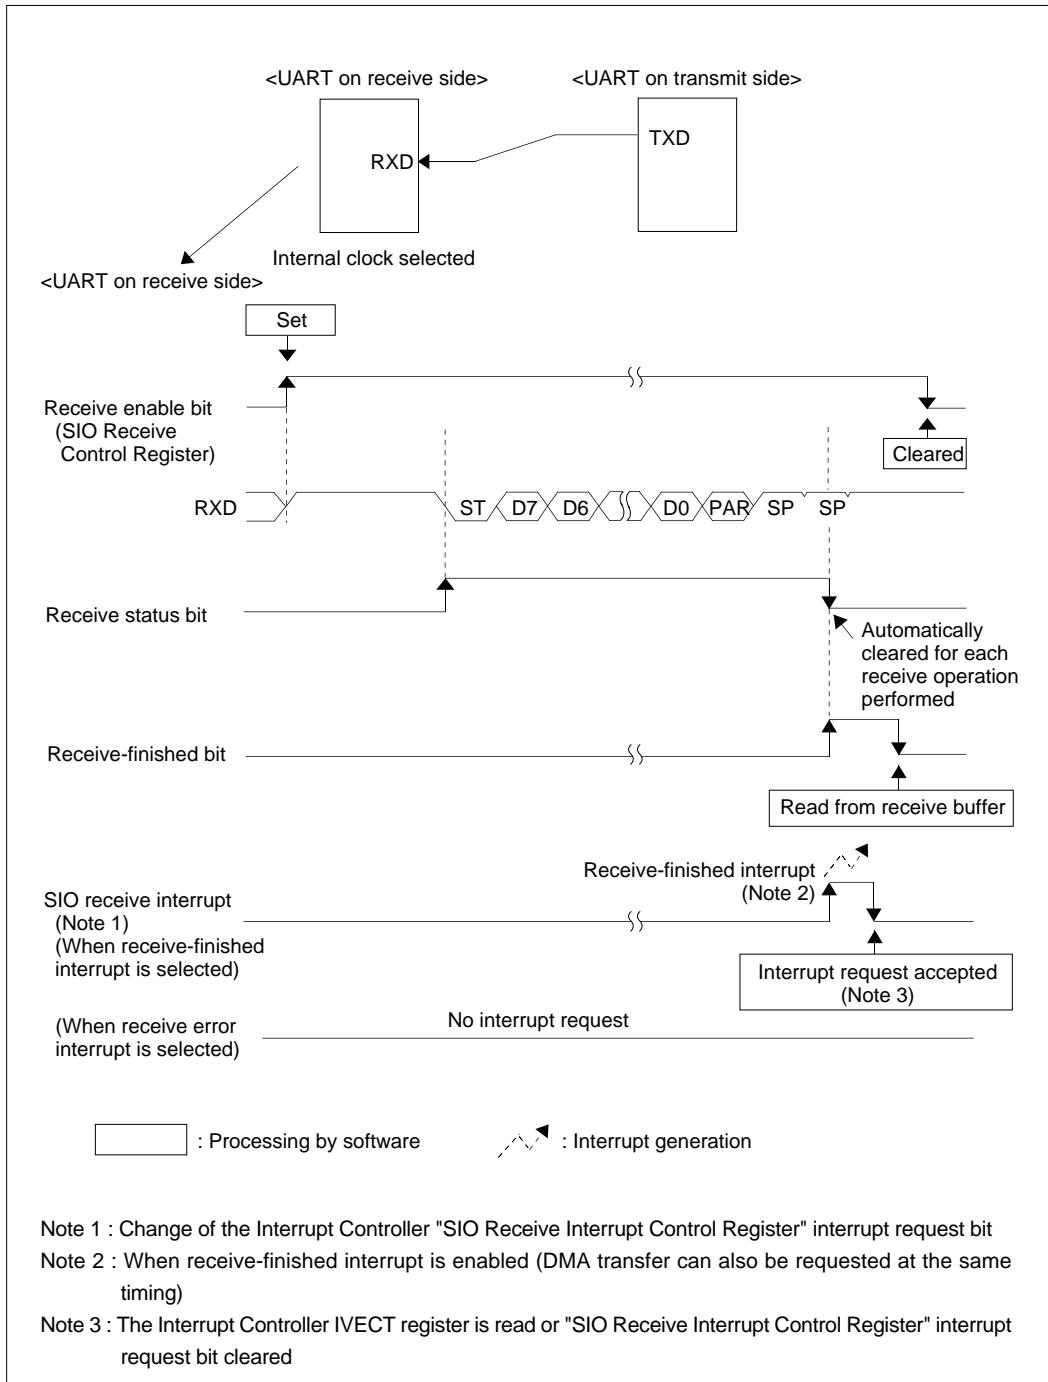 <UART on receive side>
<UART on transmit side>
RXD
TXD
Internal clock selected
<UART on receive side>
Set
Receive enable bit
(SIO Receive
Control Register)
Cleared
RXD
ST D7 D6 D0 PAR SP SP
Receive status bit
Automatically
cleared for each
receive operation
performed
Receive-finished bit
Read from receive buffer
Receive-finished interrupt
(Note 2)
SIO receive interrupt
(Note 1)
(When receive-finished
interrupt is selected)
Interrupt request accepted
(Note 3)
(When receive error
interrupt is selected)
No interrupt request
: Processing by software
: Interrupt generation
Note 1 : Change of the Interrupt Controller "SIO Receive Interrupt Control Register" interrupt request bit
Note 2 : When receive-finished interrupt is enabled (DMA transfer can also be requested at the same
timing)
Note 3 : The Interrupt Controller IVECT register is read or "SIO Receive Interrupt Control Register" interrupt
request bit cleared